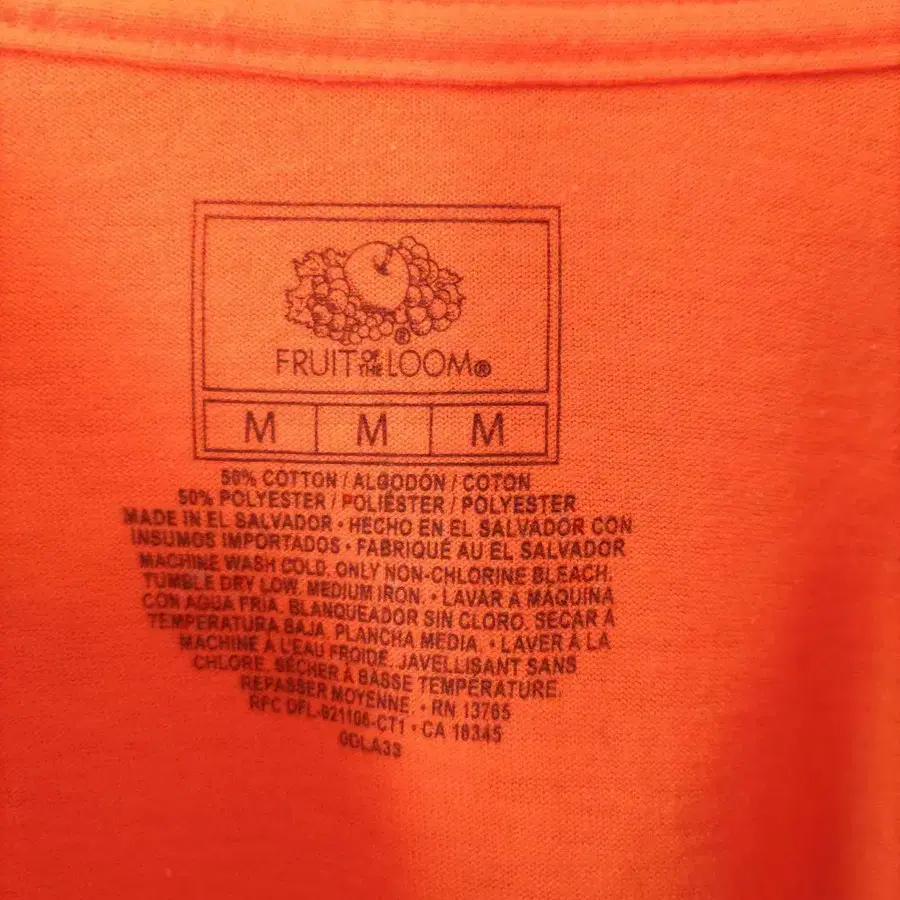 FRUIT OF THE LOOM®
M M M
50% COTTON / ALGODÓN / COTON
50% POLYESTER / POLIÉSTER / POLYESTER
MADE IN EL SALVADOR • HECHO EN EL SALVADOR CON
INSUMOS IMPORTADOS • FABRIQUÉ AU EL SALVADOR
MACHINE WASH COLD. ONLY NON-CHLORINE BLEACH.
TUMBLE DRY LOW. MEDIUM IRON. • LAVAR A MÁQUINA
CON AGUA FRÍA. BLANQUEADOR SIN CLORO. SECAR A
TEMPERATURA BAJA. PLANCHA MEDIA. • LAVER À LA
MACHINE À L'EAU FROIDE. JAVELLISANT SANS
CHLORE. SÉCHER À BASSE TEMPÉRATURE.
REPASSER MOYENNE. • RN 13765
RFC DFL-921106-CT1 • CA 18345